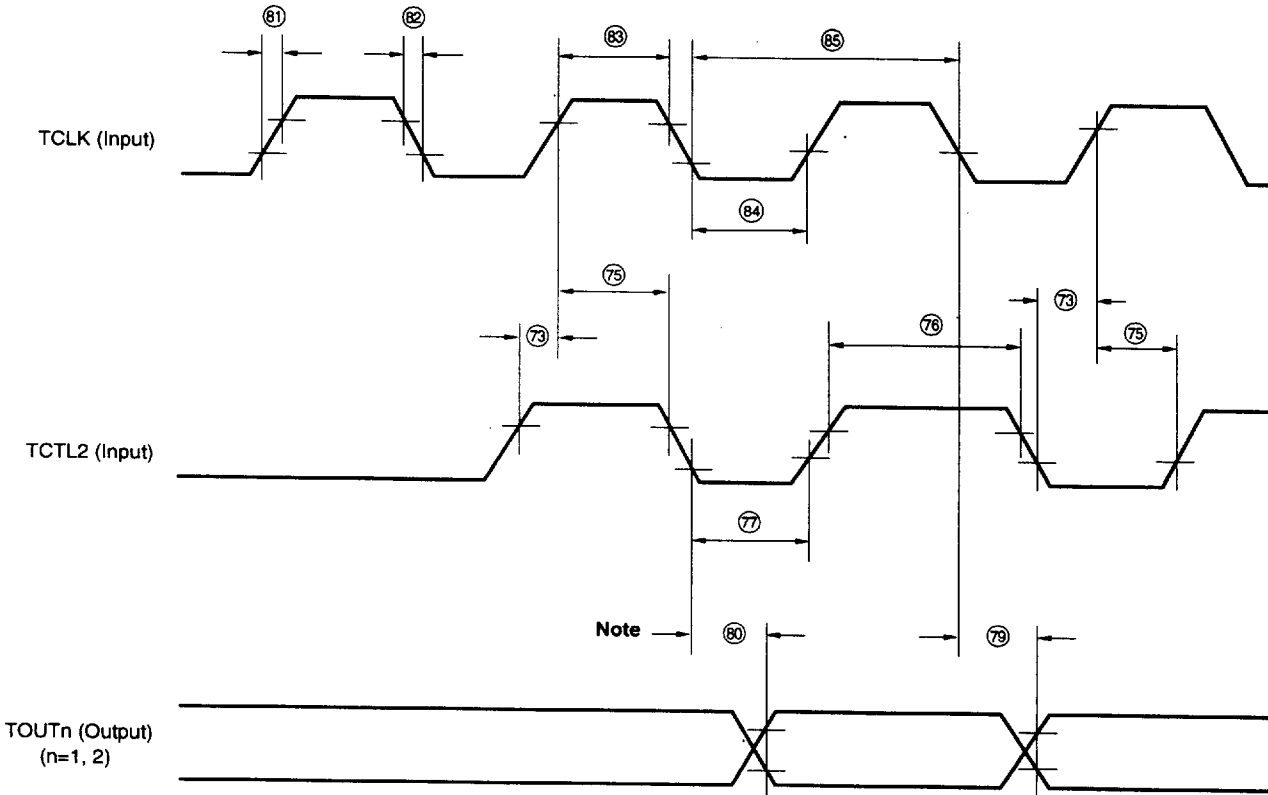 81 82 83 85
TCLK (Input)
84
75 73
73 76 75
TCTL2 (Input)
77
Note 80 79
TOUTn (Output)
(n=1, 2)